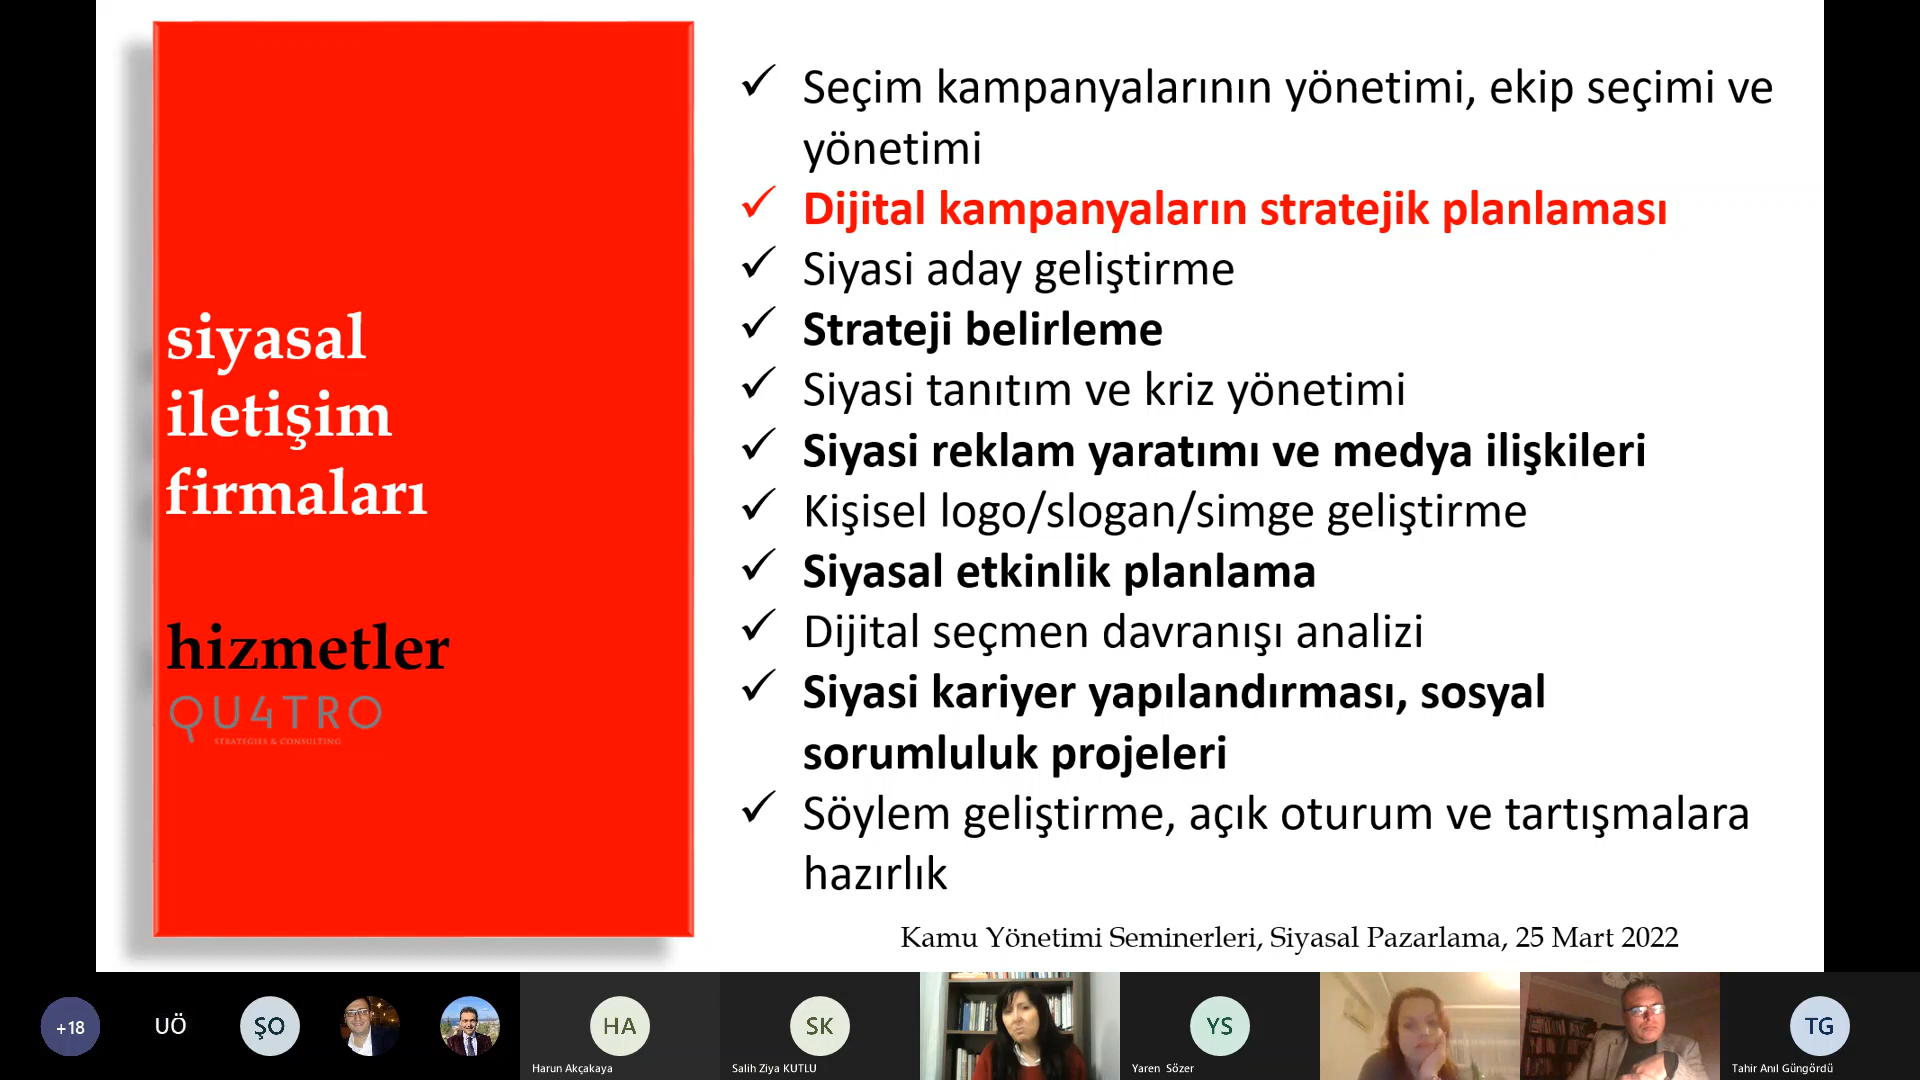 siyasal
iletişim
firmaları
hizmetler
QU4TRO
STRATEGIES & CONSULTING
✓ Seçim kampanyalarının yönetimi, ekip seçimi ve
yönetimi
✓ Dijital kampanyaların stratejik planlaması
✓ Siyasi aday geliştirme
✓ Strateji belirleme
✓ Siyasi tanıtım ve kriz yönetimi
✓ Siyasi reklam yaratımı ve medya ilişkileri
✓ Kişisel logo/slogan/simge geliştirme
✓ Siyasal etkinlik planlama
✓ Dijital seçmen davranışı analizi
✓ Siyasi kariyer yapılandırması, sosyal
sorumluluk projeleri
✓ Söylem geliştirme, açık oturum ve tartışmalara
hazırlık
Kamu Yönetimi Seminerleri, Siyasal Pazarlama, 25 Mart 2022
+18
UÖ
ŞO
HA
Harun Akçakaya
SK
Salih Ziya KUTLU
YS
Yaren Sözer
TG
Tahir Anıl Güngördü